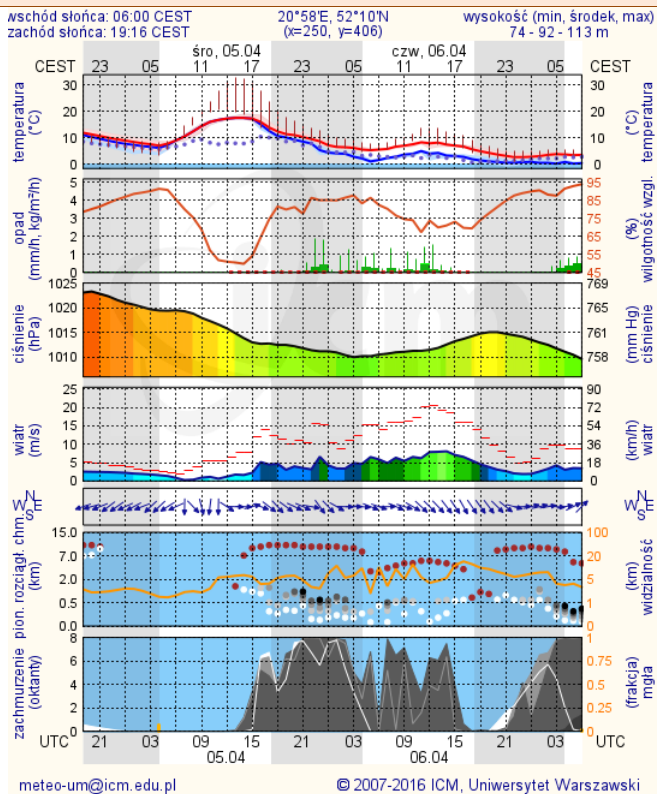 wschód słońca: 06:00 CEST 20°58'E, 52°10'N wysokość (min, środek, max)
zachód słońca: 19:16 CEST (x=250, y=406) 74 - 92 - 113 m
śro, 05.04 czw, 06.04
CEST 23 05 11 17 23 05 11 17 23 05 CEST
temperatura (°C)
30 20 10 0
30 20 10 0
temperatura (°C)
opad (mm/h, kg/m²/h)
5 4 3 2 1 0
95 85 75 65 55 45
(%) wilgotność wzgl.
ciśnienie (hPa)
1025 1020 1015 1010
769 765 761 758
(mm Hg) ciśnienie
wiatr (m/s)
25 20 15 10 5 0
90 72 54 36 18 0
(km/h) wiatr
N W E S
N W E S
pion. rozciągł. chm. (km)
15.0 7.0 2.0 0.5 0.0
100 20 5 1 0
(km) widzialność
zachmurzenie (oktanty)
8 6 4 2 0
1 0.75 0.5 0.25 0
(frakcja) mgła
UTC 21 03 09 15 21 03 09 15 21 03 UTC
05.04 06.04
meteo-um@icm.edu.pl © 2007-2016 ICM, Uniwersytet Warszawski